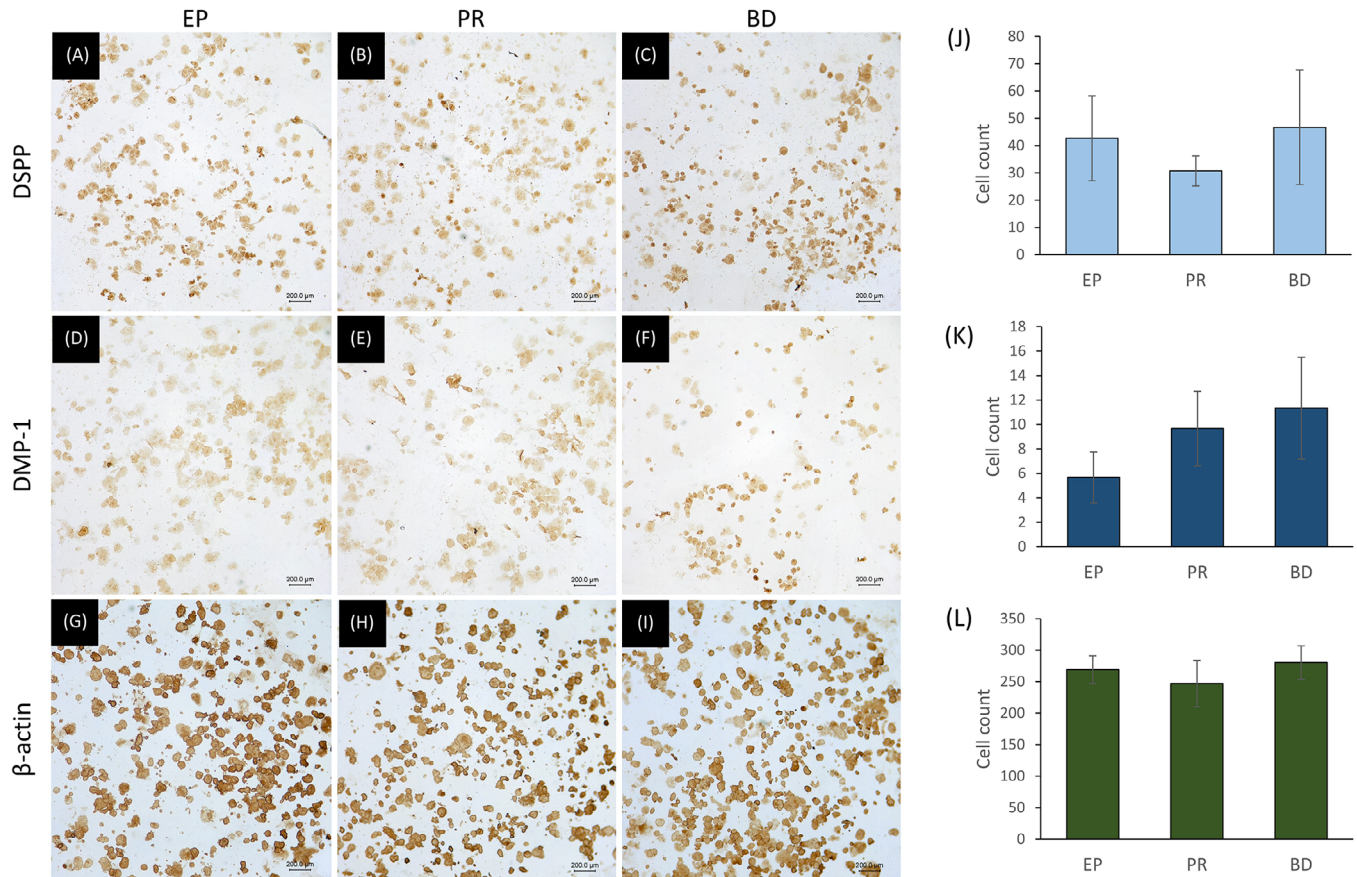 EP PR BD
DSPP
(A) (B) (C)
200.0 µm 200.0 µm 200.0 µm
DMP-1
(D) (E) (F)
200.0 µm 200.0 µm 200.0 µm
β-actin
(G) (H) (I)
200.0 µm 200.0 µm 200.0 µm
(J)
Cell count
80
70
60
50
40
30
20
10
0
EP PR BD
(K)
Cell count
18
16
14
12
10
8
6
4
2
0
EP PR BD
(L)
Cell count
350
300
250
200
150
100
50
0
EP PR BD